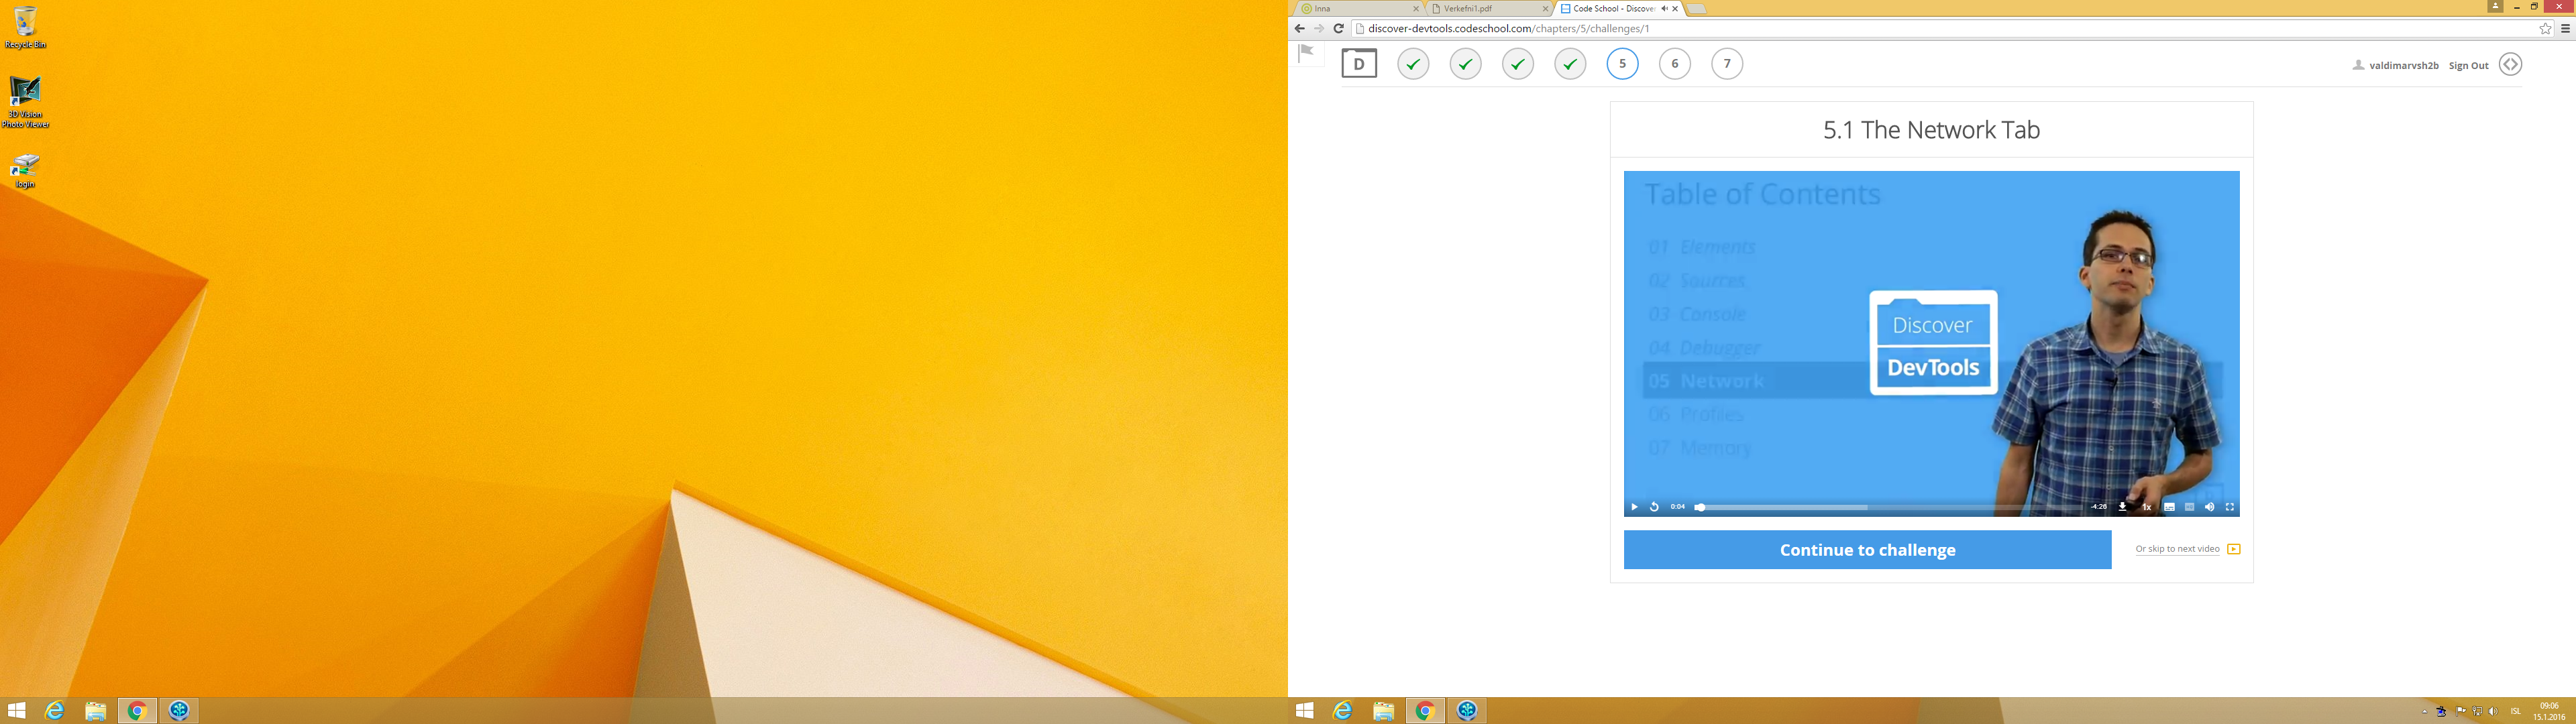 Recycle Bin
3D Vision
Photo Viewer
login
Inna
Verkefni1.pdf
Code School - Discover
discover-devtools.codeschool.com/chapters/5/challenges/1
D
5
6
7
valdimarvsh2b
Sign Out
5.1 The Network Tab
Table of Contents
01 Elements
02 Sources
03 Console
04 Debugger
05 Network
06 Profiles
07 Memory
Discover
DevTools
0:04
-4:26
1x
Continue to challenge
Or skip to next video
ISL
09:06
15.1.2016